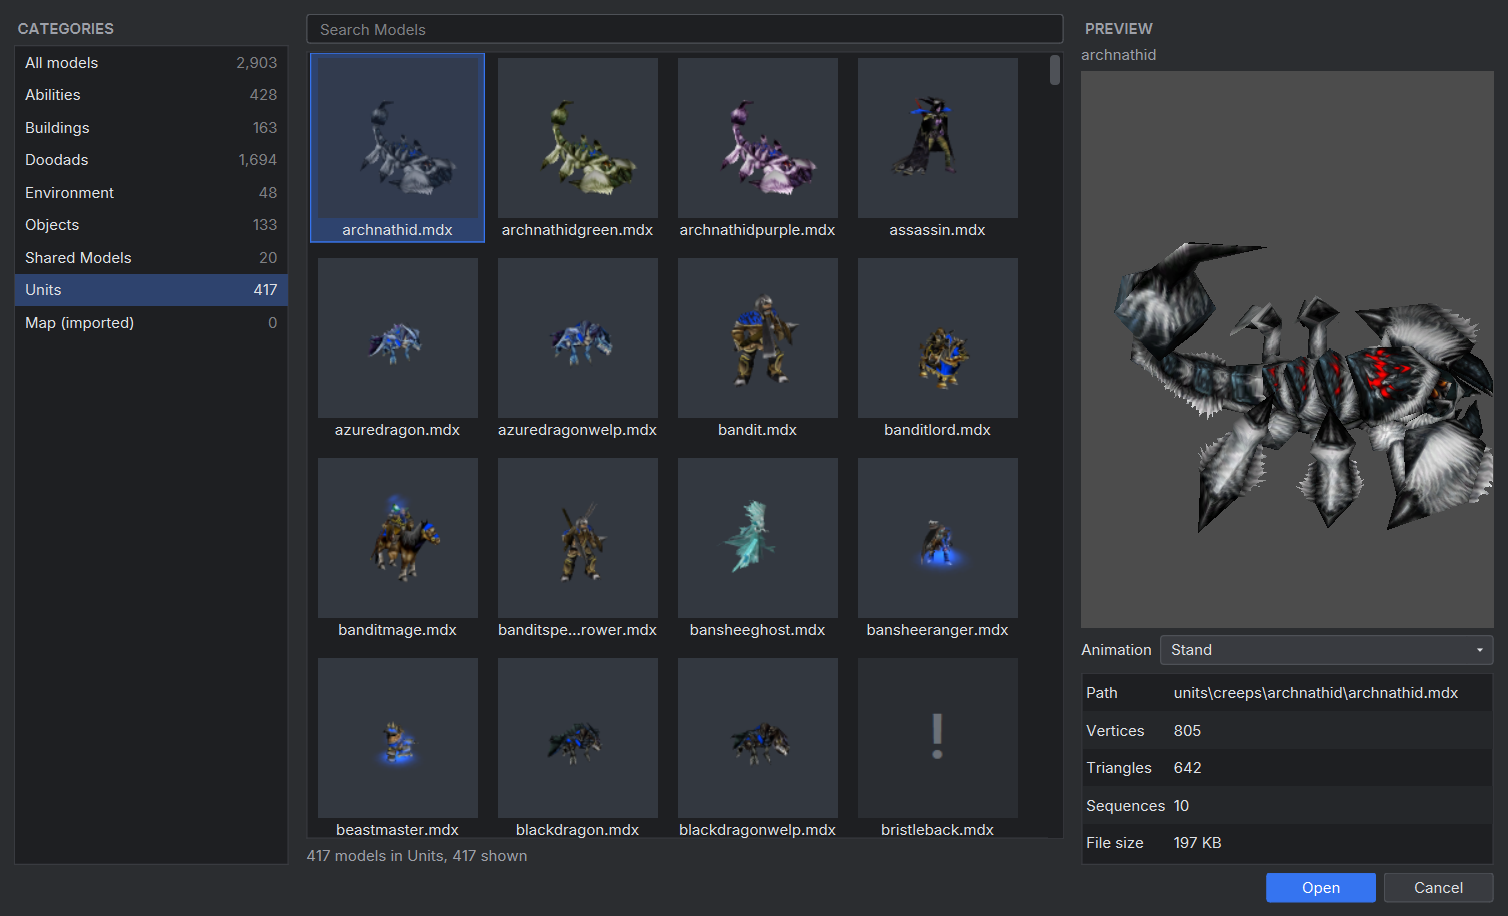 CATEGORIES
All models 2,903
Abilities 428
Buildings 163
Doodads 1,694
Environment 48
Objects 133
Shared Models 20
Units 417
Map (imported) 0
Search Models
archnathid.mdx
archnathidgreen.mdx
archnathidpurple.mdx
assassin.mdx
azuredragon.mdx
azuredragonwelp.mdx
bandit.mdx
banditlord.mdx
banditmage.mdx
banditspe...rower.mdx
bansheeghost.mdx
bansheeranger.mdx
beastmaster.mdx
blackdragon.mdx
blackdragonwelp.mdx
!
bristleback.mdx
417 models in Units, 417 shown
PREVIEW
archnathid
Animation Stand
Path units\creeps\archnathid\archnathid.mdx
Vertices 805
Triangles 642
Sequences 10
File size 197 KB
Open
Cancel